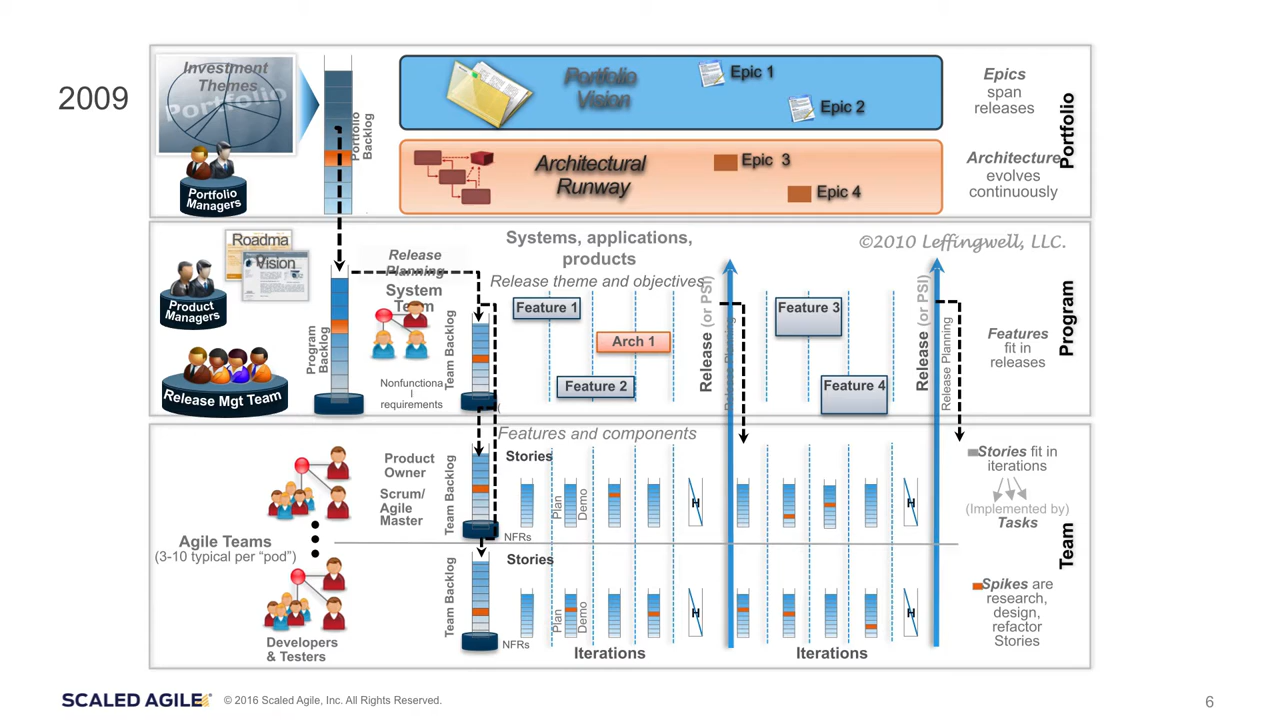 2009
Investment
Themes
Portfolio
Portfolio
Managers
Portfolio
Backlog
Portfolio
Vision
Epic 1
Epic 2
Epics
span
releases
Architectural
Runway
Epic 3
Epic 4
Architecture
evolves
continuously
Portfolio
Roadma
Vision
Product
Managers
Release Mgt Team
Program
Backlog
Release
Planning
System
Team
Nonfunctiona
l
requirements
Team Backlog
(
Systems, applications,
products
Release theme and objectives
©2010 Leffingwell, LLC.
Feature 1
Arch 1
Feature 2
Release (or PSI)
Release Planning
Feature 3
Feature 4
Release (or PSI)
Release Planning
Features
fit in
releases
Program
Features and components
Product
Owner
Scrum/
Agile
Master
Team Backlog
Stories
Plan
Demo
H
H
NFRs
Stories fit in
iterations
(Implemented by)
Tasks
Agile Teams
(3-10 typical per “pod”)
Team
Developers
& Testers
Team Backlog
Stories
Plan
Demo
H
H
NFRs
Iterations
Iterations
Spikes are
research,
design,
refactor
Stories
SCALED AGILE®
© 2016 Scaled Agile, Inc. All Rights Reserved.
6